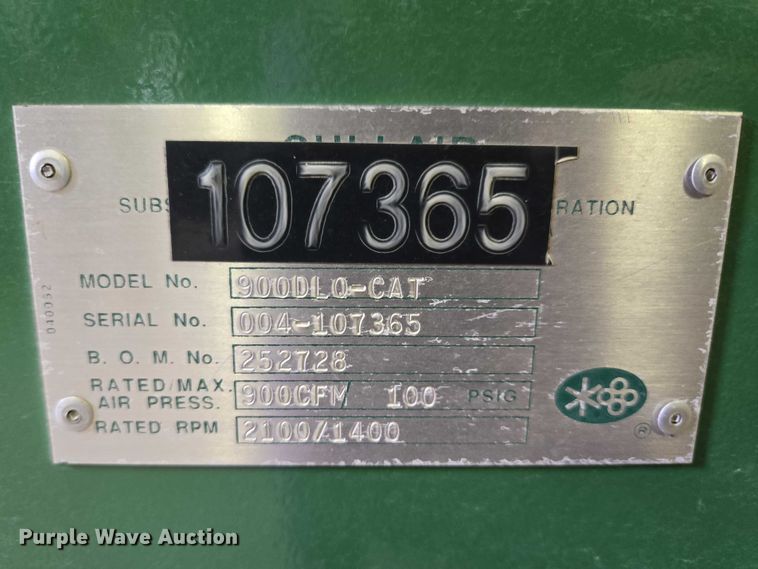 107365
SUBS RATION
MODEL No. 900DLQ-CAT
SERIAL No. 004-107365
B. O. M. No. 252728
RATED/MAX.
AIR PRESS. 900CFM/ 100 PSIG
RATED RPM 2100/1400
040032
®
Purple Wave Auction